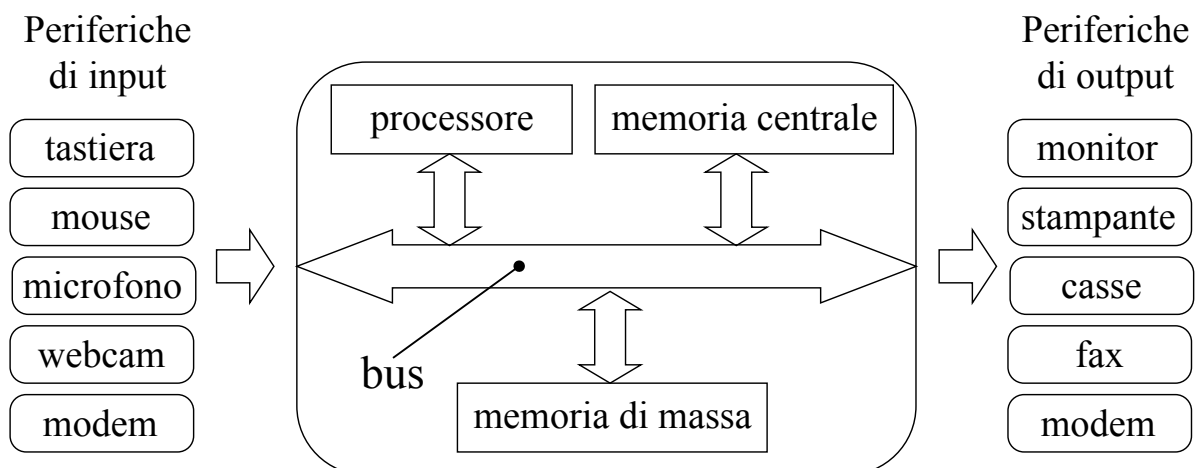 Periferiche
di input
tastiera
mouse
microfono
webcam
modem
processore
memoria centrale
bus
memoria di massa
Periferiche
di output
monitor
stampante
casse
fax
modem